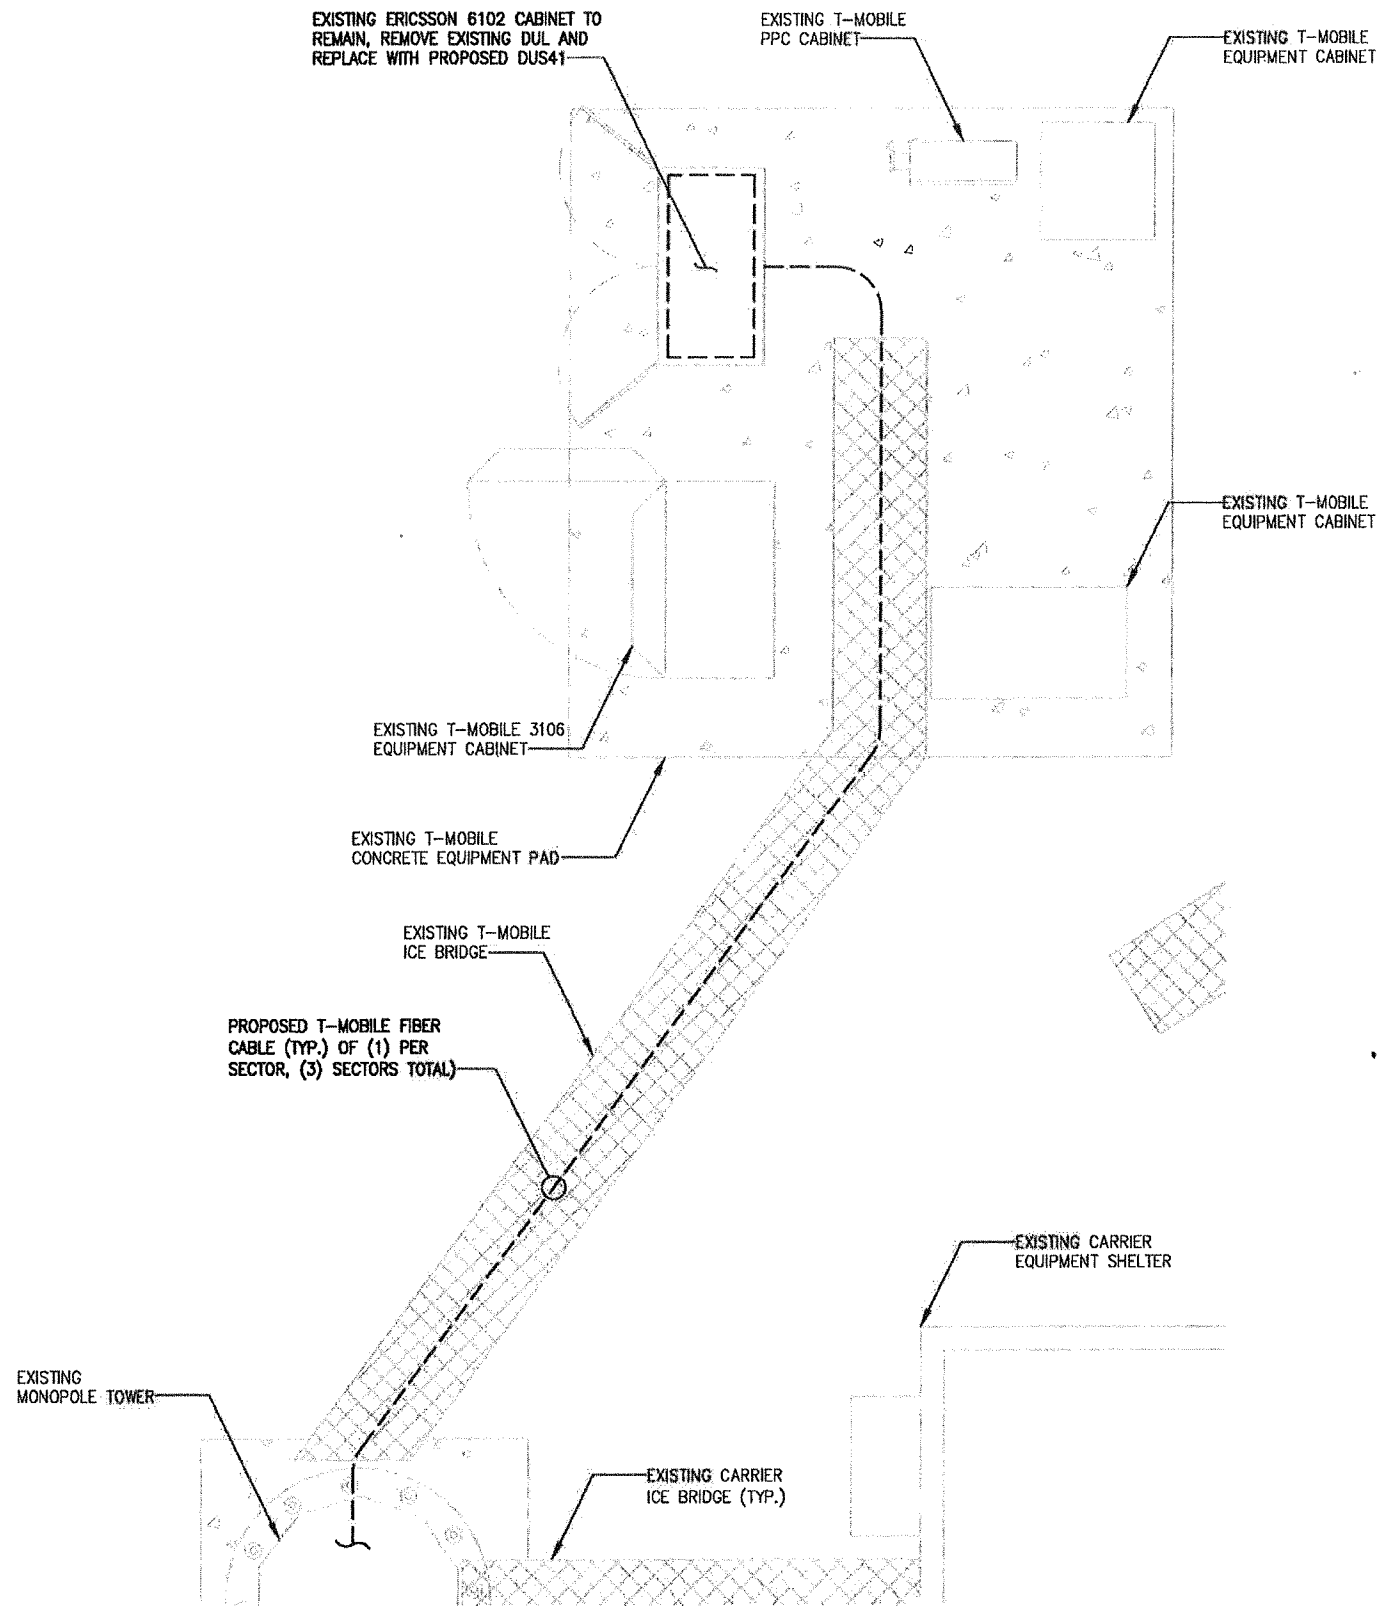 EXISTING ERICSSON 6102 CABINET TO
REMAIN, REMOVE EXISTING DUL AND
REPLACE WITH PROPOSED DUS41
EXISTING T-MOBILE
PPC CABINET
EXISTING T-MOBILE
EQUIPMENT CABINET
EXISTING T-MOBILE
EQUIPMENT CABINET
EXISTING T-MOBILE 3106
EQUIPMENT CABINET
EXISTING T-MOBILE
CONCRETE EQUIPMENT PAD
EXISTING T-MOBILE
ICE BRIDGE
PROPOSED T-MOBILE FIBER
CABLE (TYP.) OF (1) PER
SECTOR, (3) SECTORS TOTAL)
EXISTING CARRIER
EQUIPMENT SHELTER
EXISTING
MONOPOLE TOWER
EXISTING CARRIER
ICE BRIDGE (TYP.)